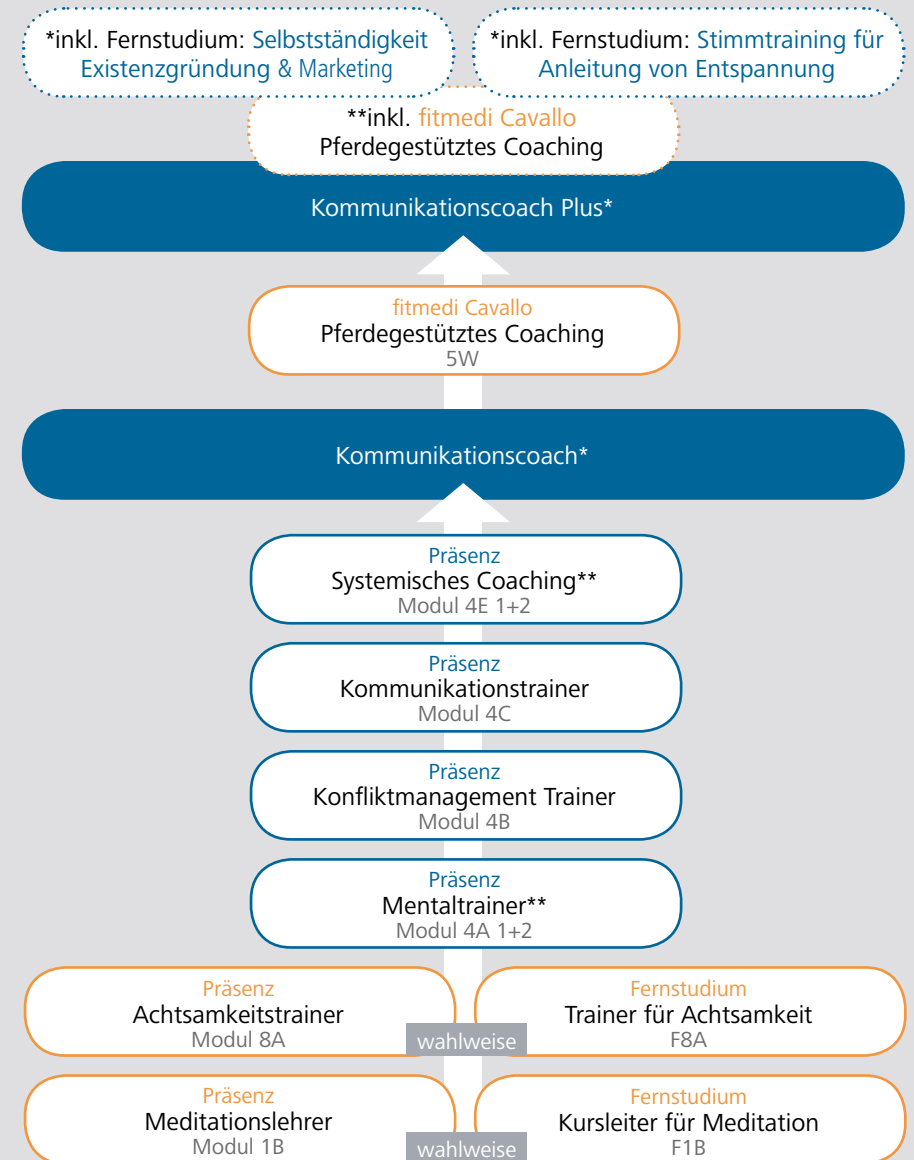 *inkl. Fernstudium: Selbstständigkeit
Existenzgründung & Marketing
*inkl. Fernstudium: Stimmtraining für
Anleitung von Entspannung
**inkl. fitmedi Cavallo
Pferdegestütztes Coaching
Kommunikationscoach Plus*
fitmedi Cavallo
Pferdegestütztes Coaching
5W
Kommunikationscoach*
Präsenz
Systemisches Coaching**
Modul 4E 1+2
Präsenz
Kommunikationstrainer
Modul 4C
Präsenz
Konfliktmanagement Trainer
Modul 4B
Präsenz
Mentaltrainer**
Modul 4A 1+2
Präsenz
Achtsamkeitstrainer
Modul 8A
wahlweise
Fernstudium
Trainer für Achtsamkeit
F8A
Präsenz
Meditationslehrer
Modul 1B
wahlweise
Fernstudium
Kursleiter für Meditation
F1B